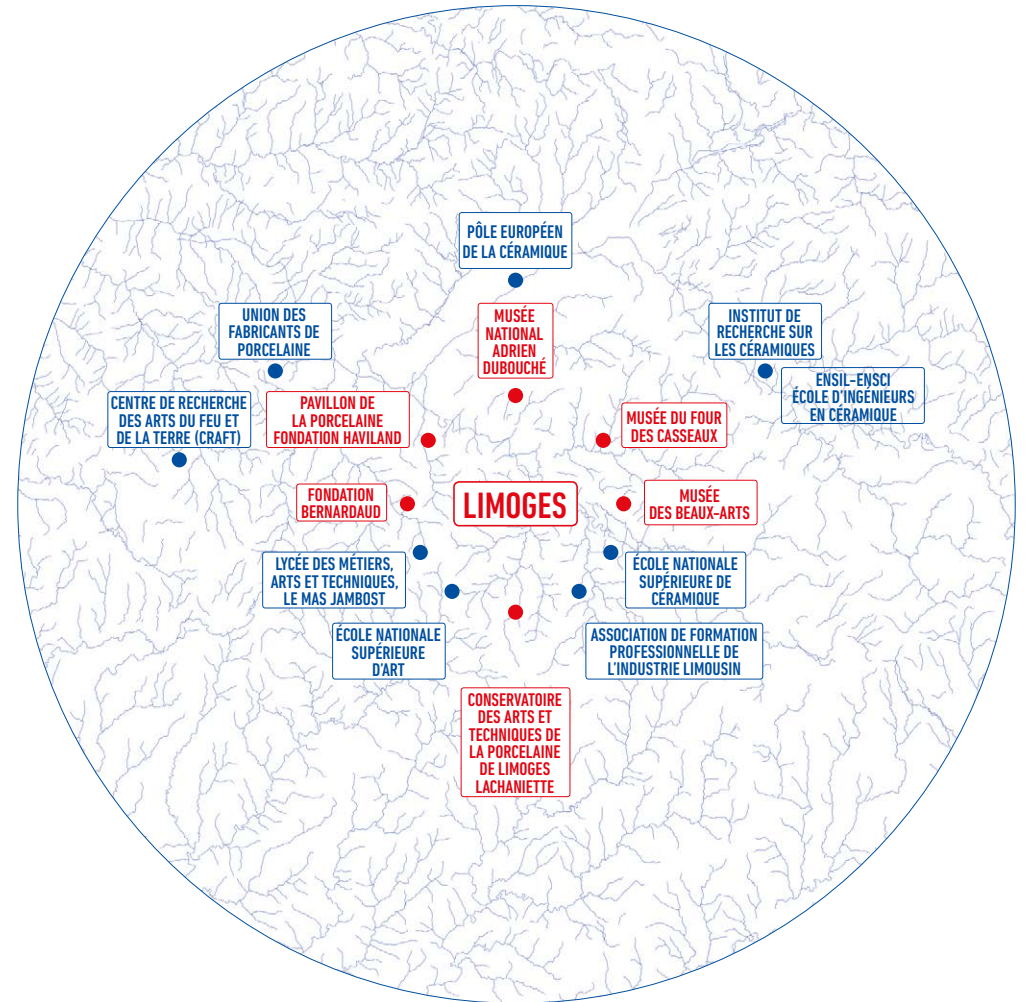 PÔLE EUROPÉEN
DE LA CÉRAMIQUE
UNION DES
FABRICANTS DE
PORCELAINE
MUSÉE
NATIONAL
ADRIEN
DUBOUCHÉ
INSTITUT DE
RECHERCHE SUR
LES CÉRAMIQUES
ENSIL-ENSCI
ÉCOLE D'INGÉNIEURS
EN CÉRAMIQUE
CENTRE DE RECHERCHE
DES ARTS DU FEU ET
DE LA TERRE (CRAFT)
PAVILLON DE
LA PORCELAINE
FONDATION HAVILAND
MUSÉE DU FOUR
DES CASSEAUX
FONDATION
BERNARDAUD
LIMOGES
MUSÉE
DES BEAUX-ARTS
LYCÉE DES MÉTIERS,
ARTS ET TECHNIQUES,
LE MAS JAMBOST
ÉCOLE NATIONALE
SUPÉRIEURE DE
CÉRAMIQUE
ÉCOLE NATIONALE
SUPÉRIEURE
D'ART
ASSOCIATION DE FORMATION
PROFESSIONNELLE DE
L'INDUSTRIE LIMOUSIN
CONSERVATOIRE
DES ARTS ET
TECHNIQUES DE
LA PORCELAINE
DE LIMOGES
LACHANIETTE